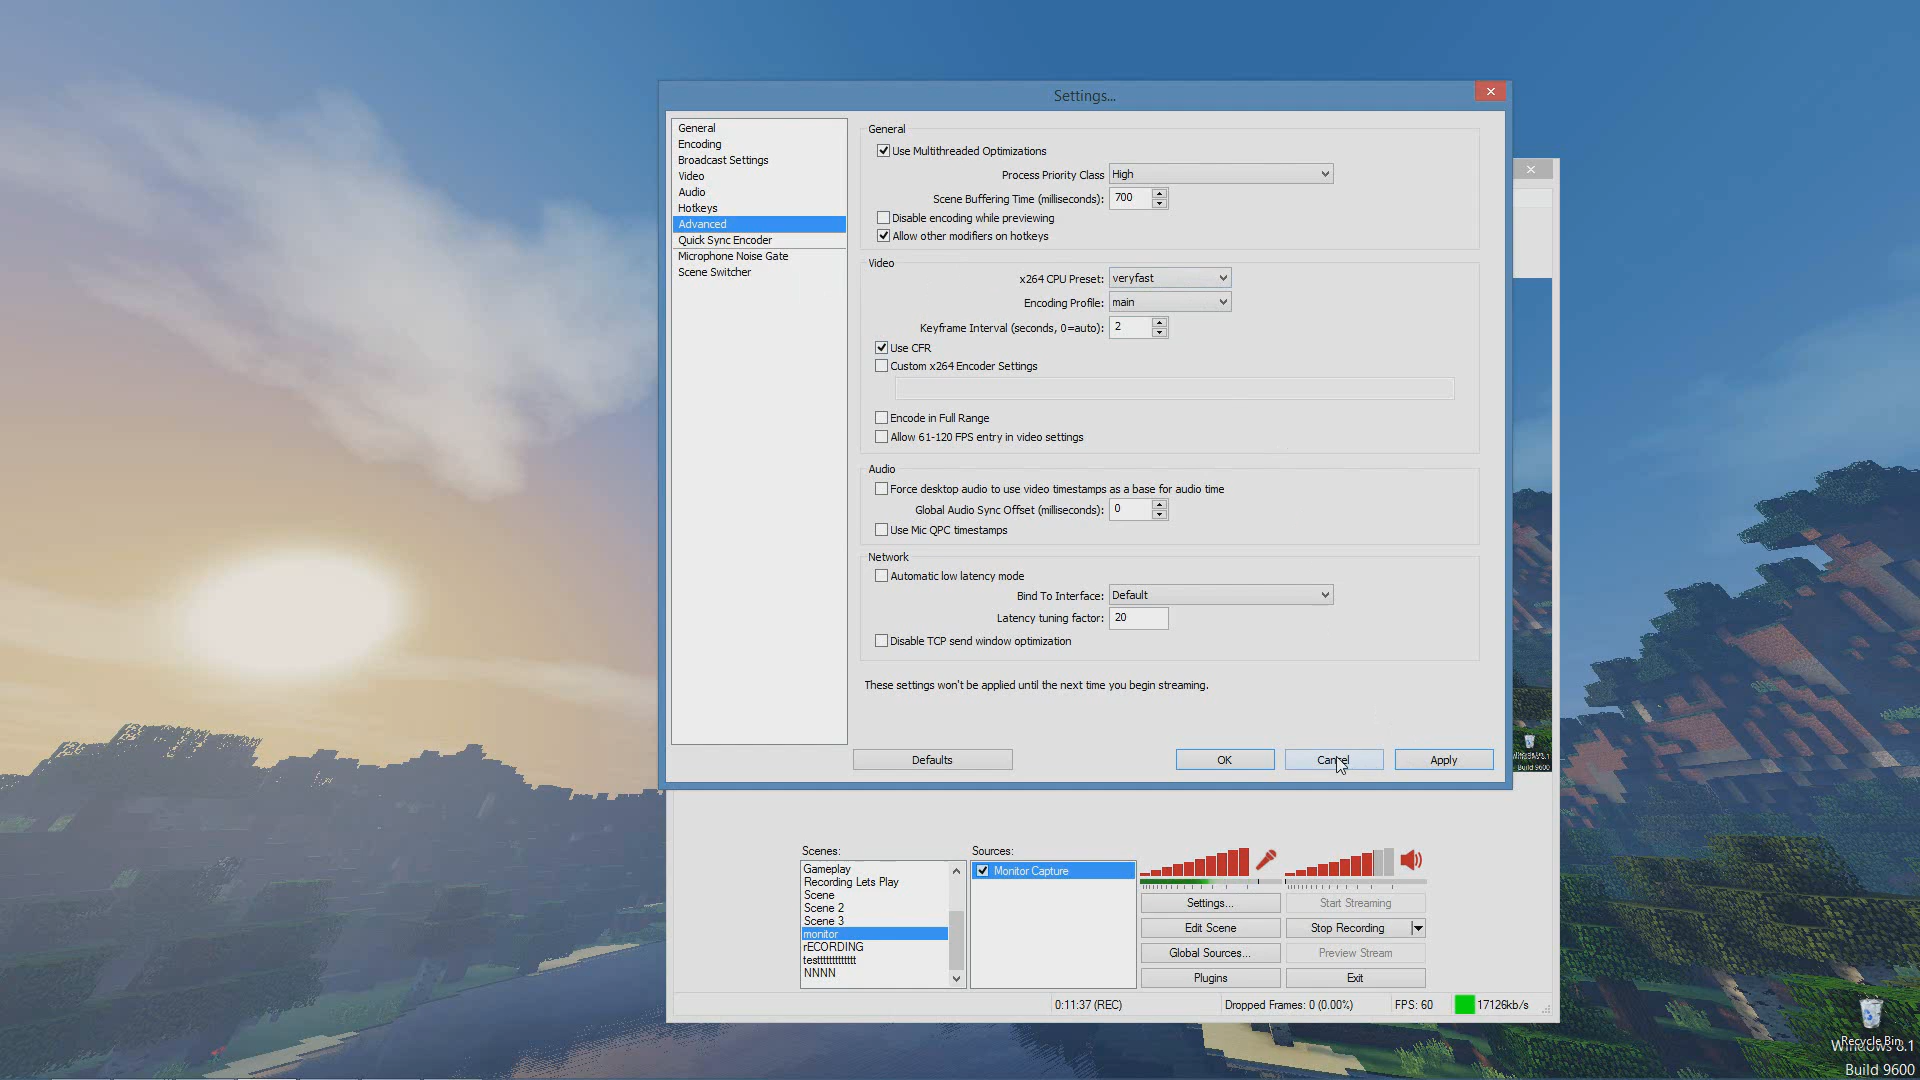 Settings...
General
Encoding
Broadcast Settings
Video
Audio
Hotkeys
Advanced
Quick Sync Encoder
Microphone Noise Gate
Scene Switcher
General
Use Multithreaded Optimizations
Process Priority Class High
Scene Buffering Time (milliseconds): 700
Disable encoding while previewing
Allow other modifiers on hotkeys
Video
x264 CPU Preset: veryfast
Encoding Profile: main
Keyframe Interval (seconds, 0=auto): 2
Use CFR
Custom x264 Encoder Settings
Encode in Full Range
Allow 61-120 FPS entry in video settings
Audio
Force desktop audio to use video timestamps as a base for audio time
Global Audio Sync Offset (milliseconds): 0
Use Mic QPC timestamps
Network
Automatic low latency mode
Bind To Interface: Default
Latency tuning factor: 20
Disable TCP send window optimization
These settings won't be applied until the next time you begin streaming.
Defaults OK Cancel Apply
Build 9600
Scenes:
Gameplay
Recording Lets Play
Scene
Scene 2
Scene 3
monitor
rECORDING
testttttttttttttt
NNNN
Sources:
Monitor Capture
Settings... Start Streaming
Edit Scene Stop Recording
Global Sources... Preview Stream
Plugins Exit
0:11:37 (REC) Dropped Frames: 0 (0.00%) FPS: 60 17126kb/s
Recycle Bin
Windows 8.1
Build 9600